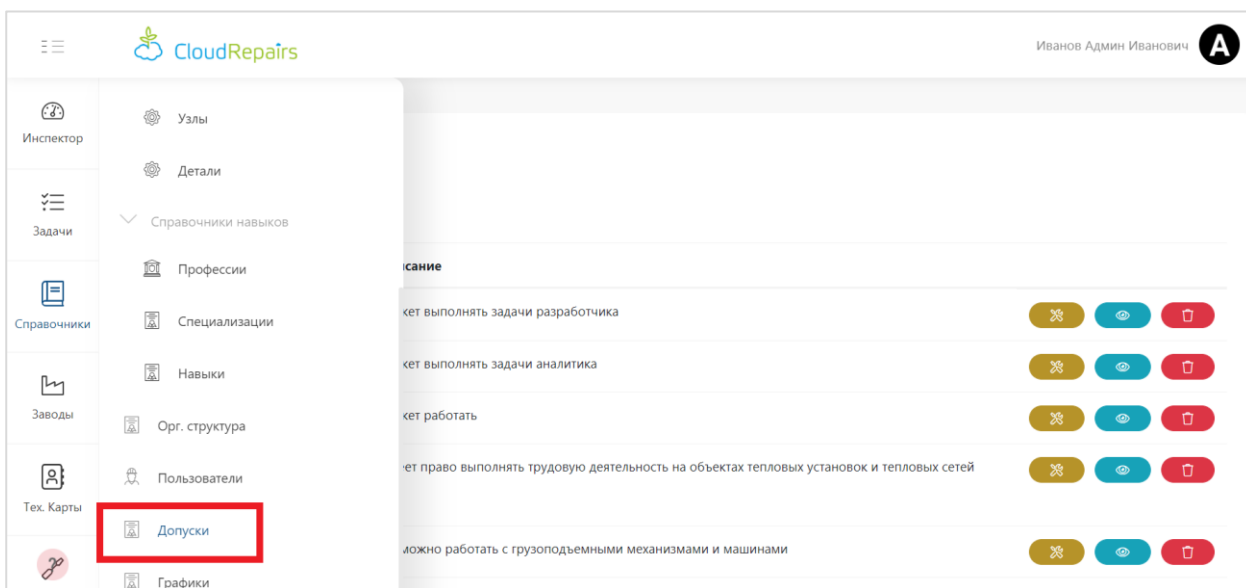 CloudRepairs
Иванов Админ Иванович
A
Инспектор
Задачи
Справочники
Заводы
Тех. Карты
Узлы
Детали
Справочники навыков
Профессии
Специализации
Навыки
Орг. структура
Пользователи
Допуски
Графики
исание
жет выполнять задачи разработчика
жет выполнять задачи аналитика
жет работать
еет право выполнять трудовую деятельность на объектах тепловых установок и тепловых сетей
можно работать с грузоподъемными механизмами и машинами